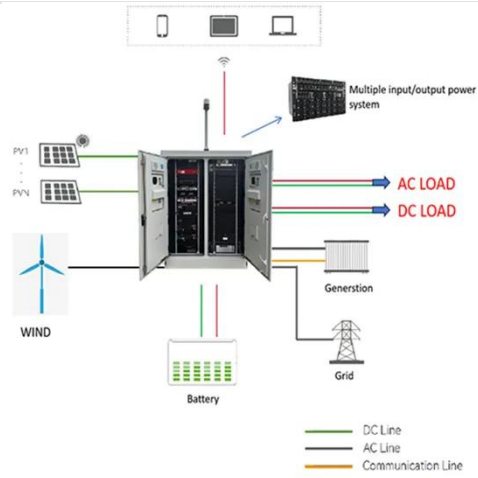 Multiple input/output power
system
PV1
PVN
AC LOAD
DC LOAD
WIND
Generstion
Grid
Battery
DC Line
AC Line
Communication Line